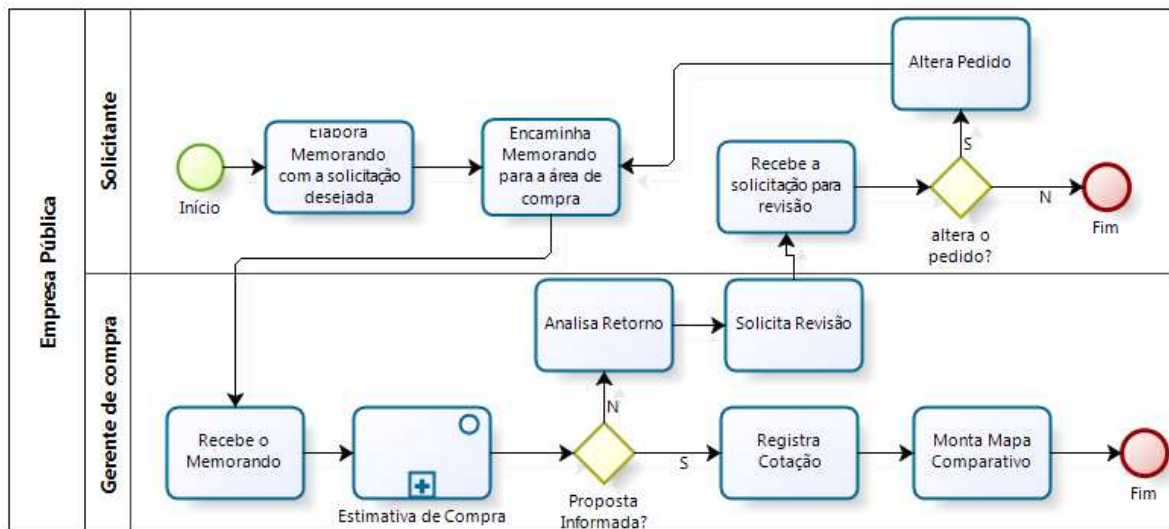 Empresa Pública
Solicitante
Início
Elabora
Memorando
com a solicitação
desejada
Encaminha
Memorando
para a área de
compra
Altera Pedido
Recebe a
solicitação para
revisão
S
N
altera o
pedido?
Fim
Gerente de compra
Analisa Retorno
Solicita Revisão
N
Recebe o
Memorando
Estimativa de Compra
S
Proposta
Informada?
Registra
Cotação
Monta Mapa
Comparativo
Fim